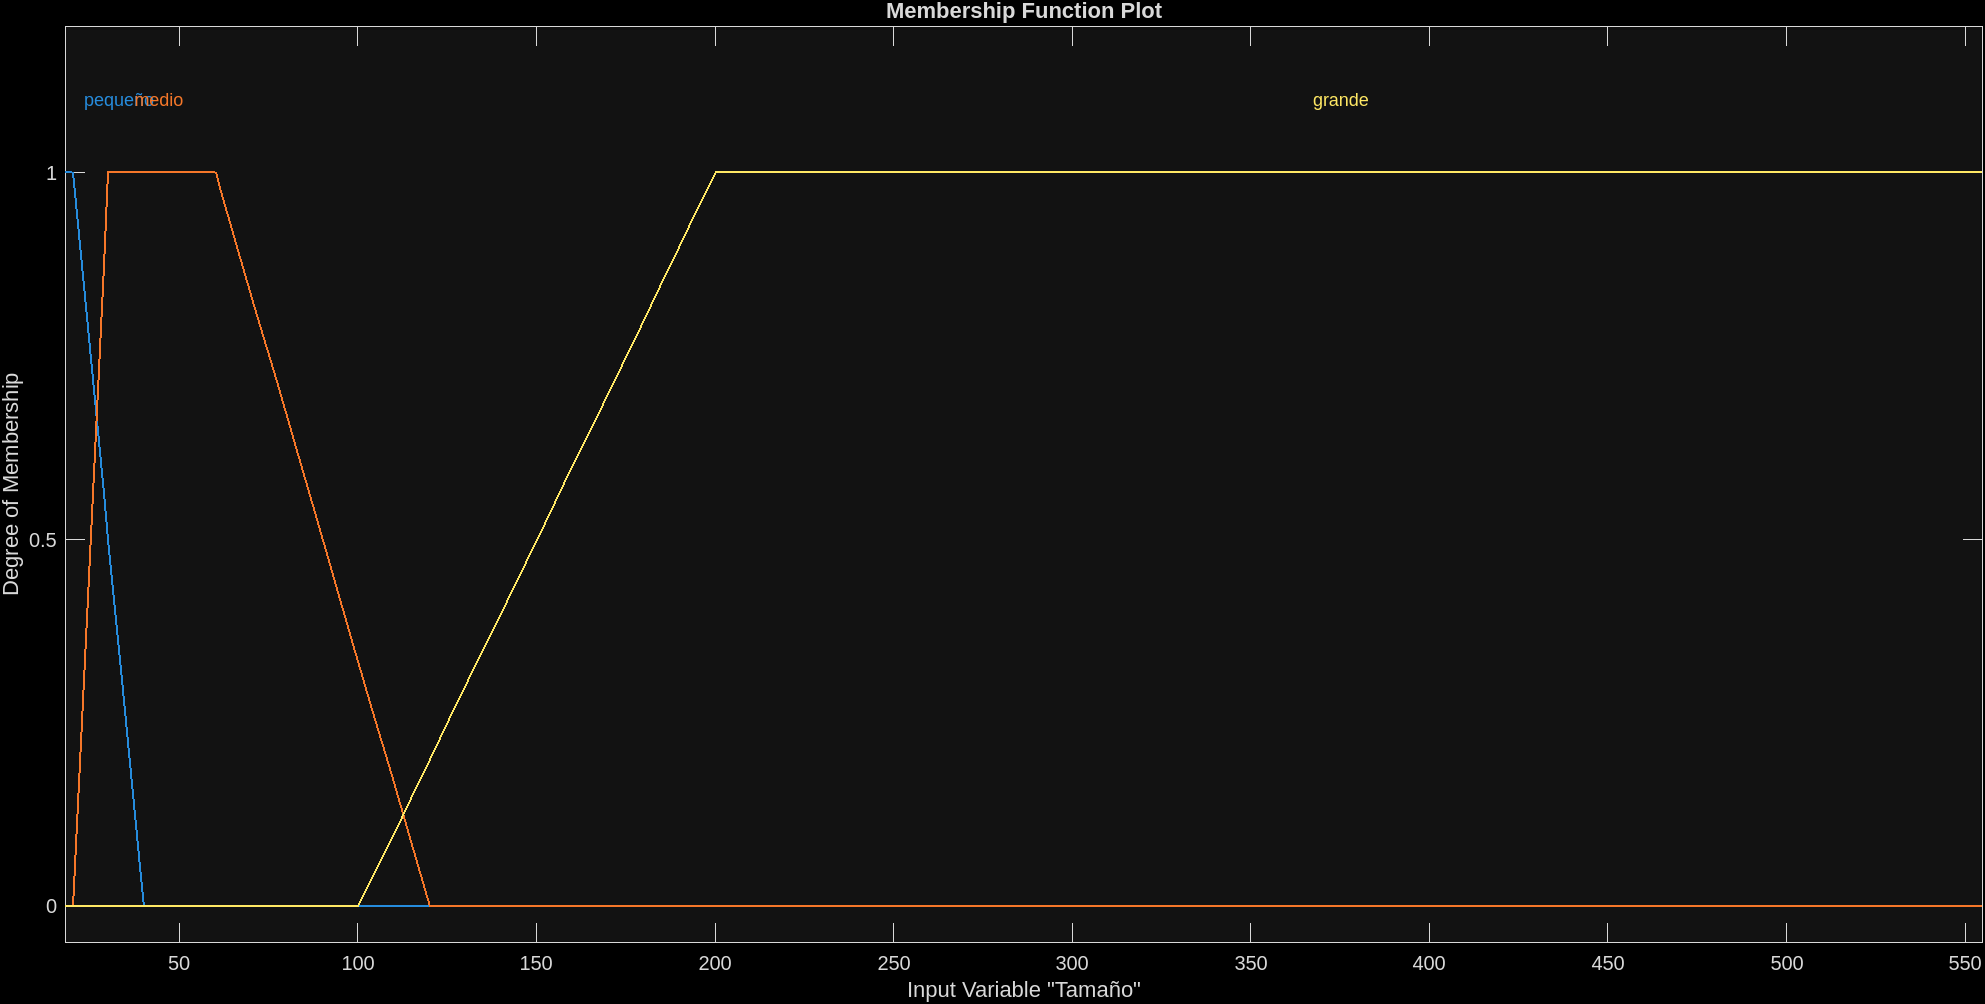 Membership Function Plot
pequeño
medio
grande
1
0.5
0
Degree of Membership
50 100 150 200 250 300 350 400 450 500 550
Input Variable "Tamaño"